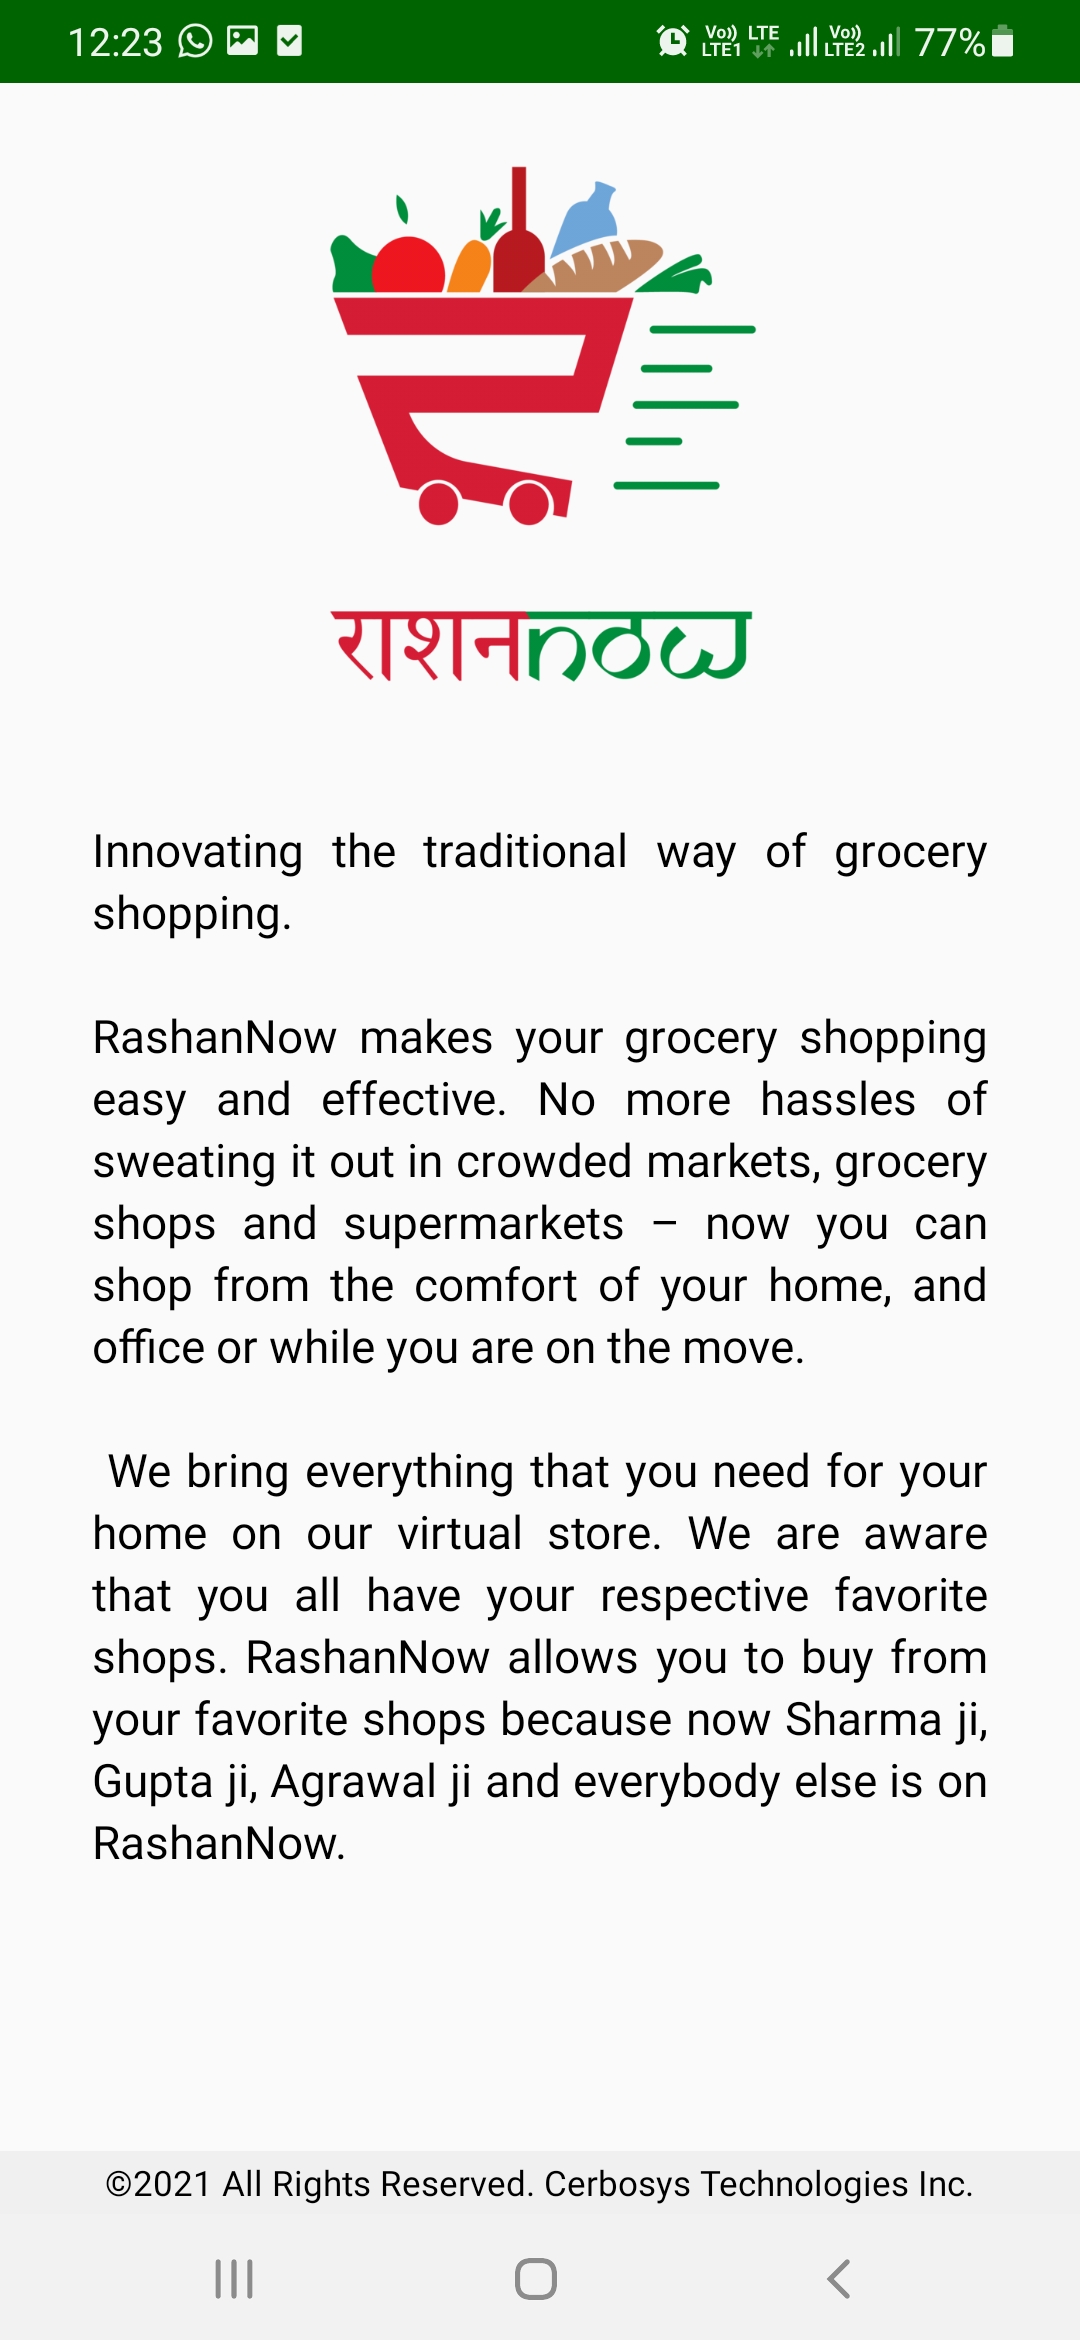 12:23
Vo)) LTE1 LTE Vo)) LTE2 77%
राशनnow
Innovating the traditional way of grocery
shopping.
RashanNow makes your grocery shopping
easy and effective. No more hassles of
sweating it out in crowded markets, grocery
shops and supermarkets – now you can
shop from the comfort of your home, and
office or while you are on the move.
We bring everything that you need for your
home on our virtual store. We are aware
that you all have your respective favorite
shops. RashanNow allows you to buy from
your favorite shops because now Sharma ji,
Gupta ji, Agrawal ji and everybody else is on
RashanNow.
©2021 All Rights Reserved. Cerbosys Technologies Inc.